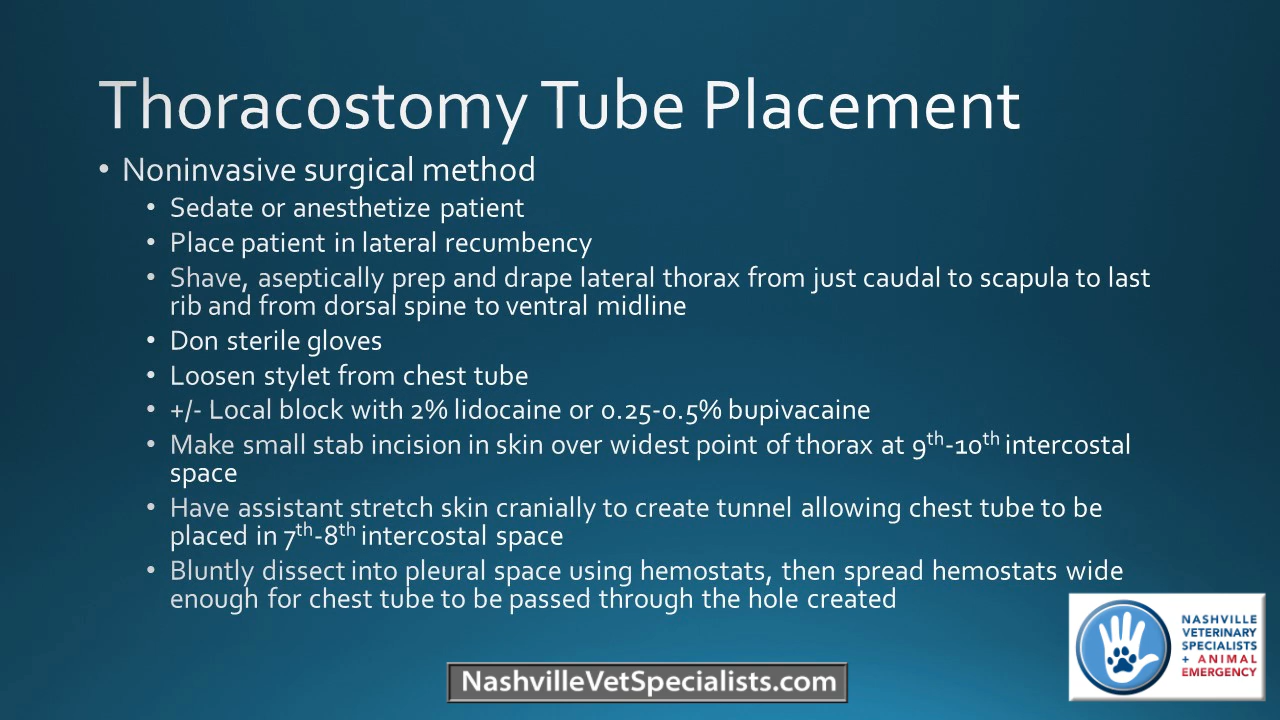 Thoracostomy Tube Placement
• Noninvasive surgical method
• Sedate or anesthetize patient
• Place patient in lateral recumbency
• Shave, aseptically prep and drape lateral thorax from just caudal to scapula to last
rib and from dorsal spine to ventral midline
• Don sterile gloves
• Loosen stylet from chest tube
• +/- Local block with 2% lidocaine or 0.25-0.5% bupivacaine
• Make small stab incision in skin over widest point of thorax at 9th-10th intercostal
space
• Have assistant stretch skin cranially to create tunnel allowing chest tube to be
placed in 7th-8th intercostal space
• Bluntly dissect into pleural space using hemostats, then spread hemostats wide
enough for chest tube to be passed through the hole created
NASHVILLE
VETERINARY
SPECIALISTS
+ ANIMAL
EMERGENCY
NashvilleVetSpecialists.com